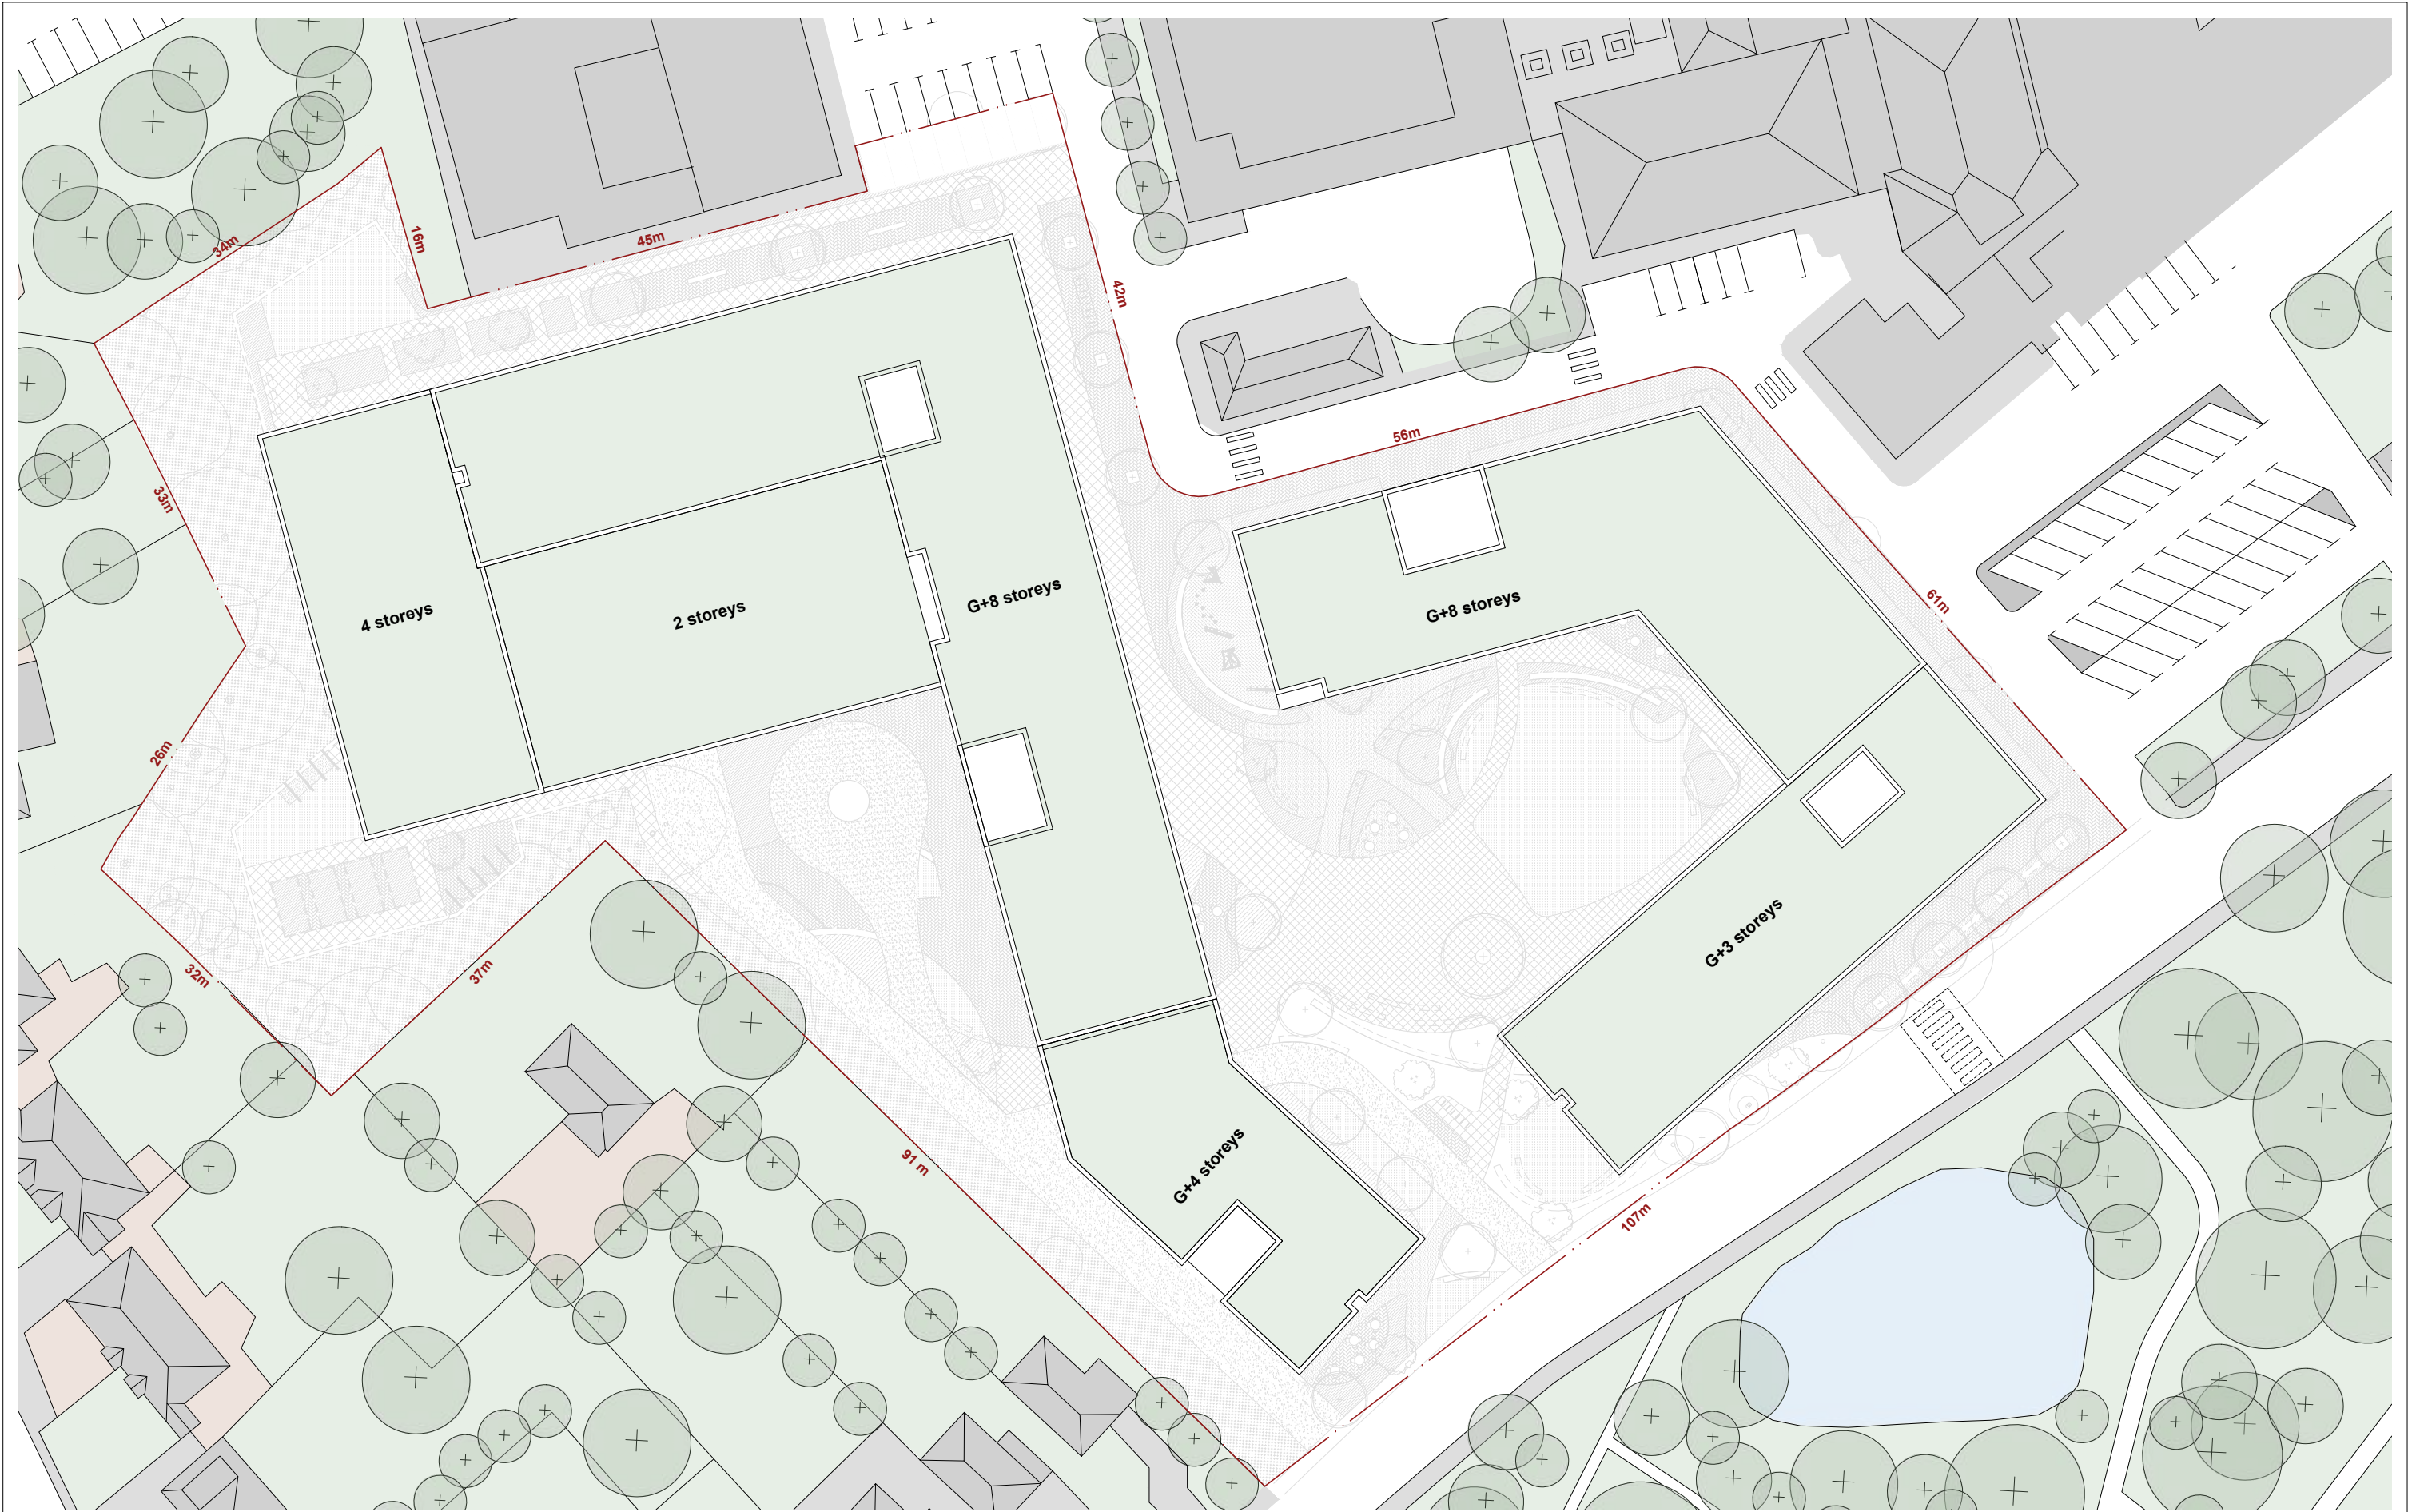 34m
16m
45m
42m
56m
33m
4 storeys
2 storeys
G+8 storeys
G+8 storeys
61m
26m
32m
37m
G+3 storeys
91 m
G+4 storeys
107m